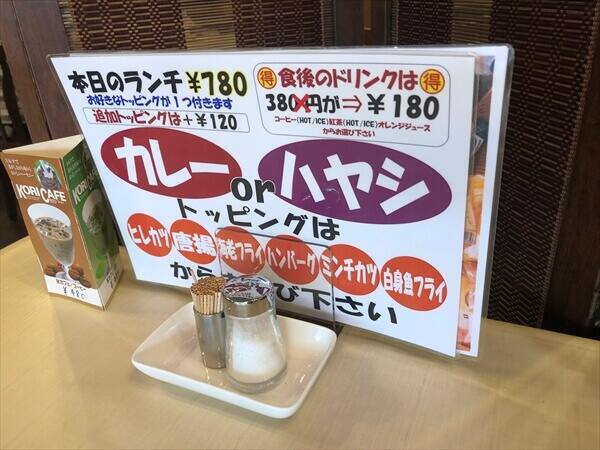 本日のランチ ¥780
お好きなトッピングが1つ付きます
追加トッピングは+¥120
得 食後のドリンクは 得
380円が⇒¥180
コーヒー(HOT/ICE)紅茶(HOT/ICE)オレンジジュース
からお選び下さい
カレー or ハヤシ
トッピングは
ヒレカツ 唐揚 海老フライ ハンバーグ ミンチカツ 白身魚フライ
からお選び下さい
KORI CAFE
¥480